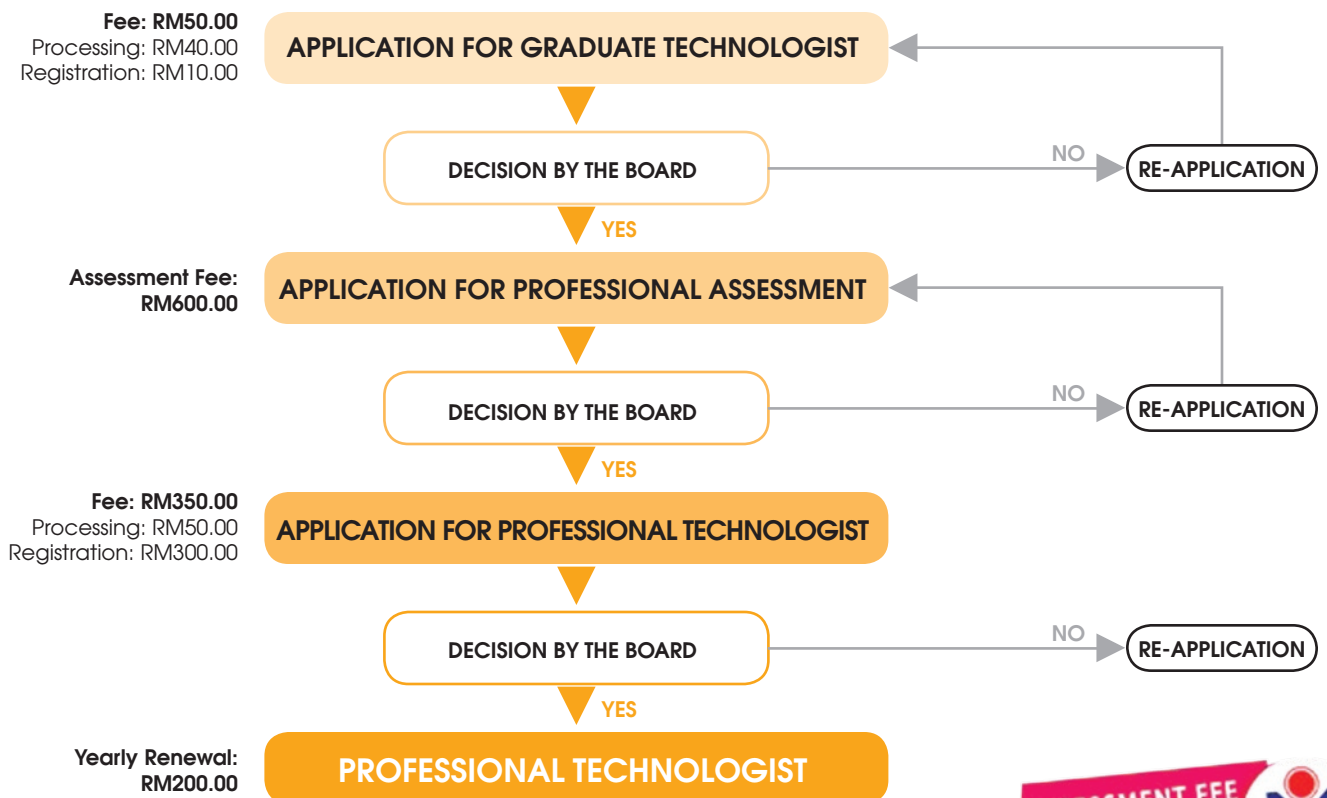 Fee: RM50.00
Processing: RM40.00
Registration: RM10.00
APPLICATION FOR GRADUATE TECHNOLOGIST
DECISION BY THE BOARD
NO
RE-APPLICATION
YES
Assessment Fee:
RM600.00
APPLICATION FOR PROFESSIONAL ASSESSMENT
DECISION BY THE BOARD
NO
RE-APPLICATION
YES
Fee: RM350.00
Processing: RM50.00
Registration: RM300.00
APPLICATION FOR PROFESSIONAL TECHNOLOGIST
DECISION BY THE BOARD
NO
RE-APPLICATION
YES
Yearly Renewal:
RM200.00
PROFESSIONAL TECHNOLOGIST
FEE